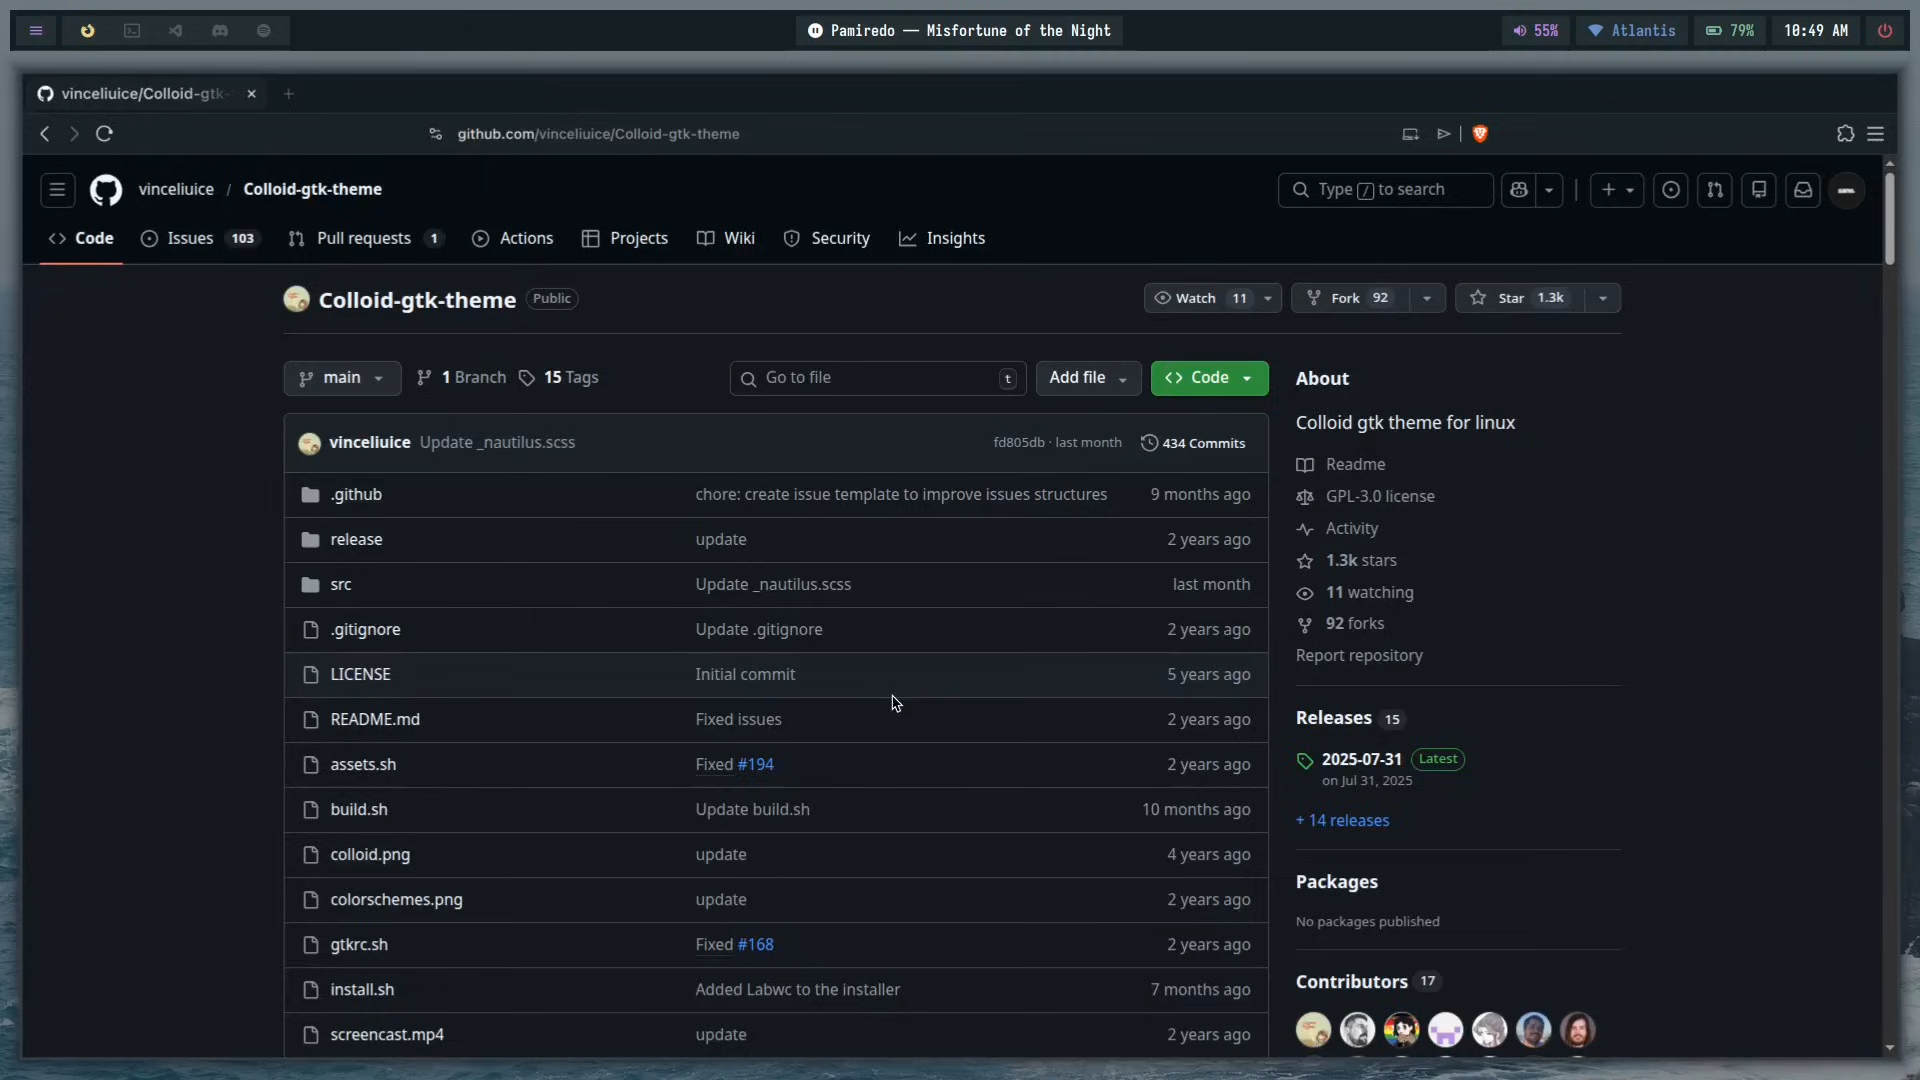 Pamiredo — Misfortune of the Night
55%
Atlantis
79%
10:49 AM
vinceliuice/Colloid-gtk-
github.com/vinceliuice/Colloid-gtk-theme
vinceliuice / Colloid-gtk-theme
Type / to search
Code
Issues 103
Pull requests 1
Actions
Projects
Wiki
Security
Insights
Colloid-gtk-theme Public
Watch 11
Fork 92
Star 1.3k
main
1 Branch
15 Tags
Go to file t
Add file
Code
vinceliuice Update _nautilus.scss fd805db · last month 434 Commits
.github chore: create issue template to improve issues structures 9 months ago
release update 2 years ago
src Update _nautilus.scss last month
.gitignore Update .gitignore 2 years ago
LICENSE Initial commit 5 years ago
README.md Fixed issues 2 years ago
assets.sh Fixed #194 2 years ago
build.sh Update build.sh 10 months ago
colloid.png update 4 years ago
colorschemes.png update 2 years ago
gtkrc.sh Fixed #168 2 years ago
install.sh Added Labwc to the installer 7 months ago
screencast.mp4 update 2 years ago
About
Colloid gtk theme for linux
Readme
GPL-3.0 license
Activity
1.3k stars
11 watching
92 forks
Report repository
Releases 15
2025-07-31 Latest
on Jul 31, 2025
+ 14 releases
Packages
No packages published
Contributors 17